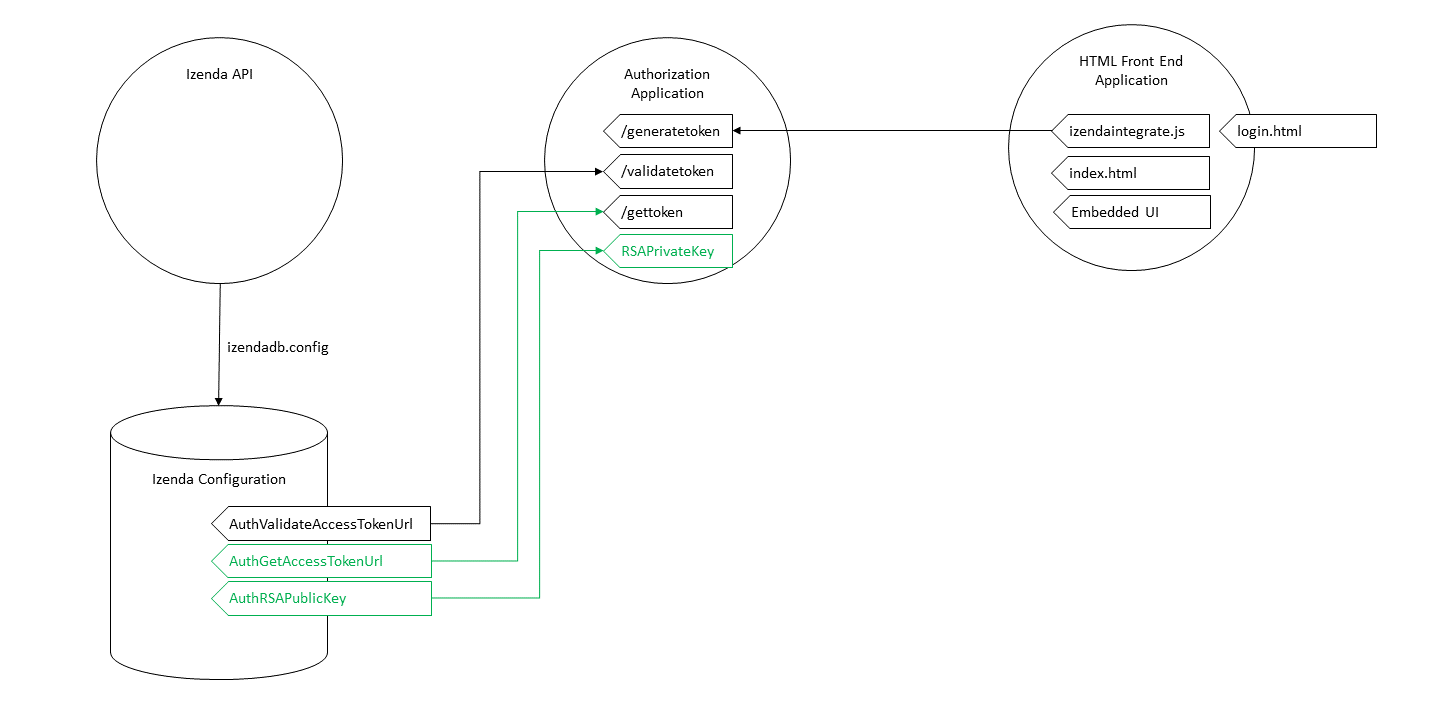 Izenda API
Authorization
Application
/generatetoken
/validatetoken
/gettoken
RSAPrivateKey
HTML Front End
Application
izendaintegrate.js
login.html
index.html
Embedded UI
izendadb.config
Izenda Configuration
AuthValidateAccessTokenUrl
AuthGetAccessTokenUrl
AuthRSAPublicKey